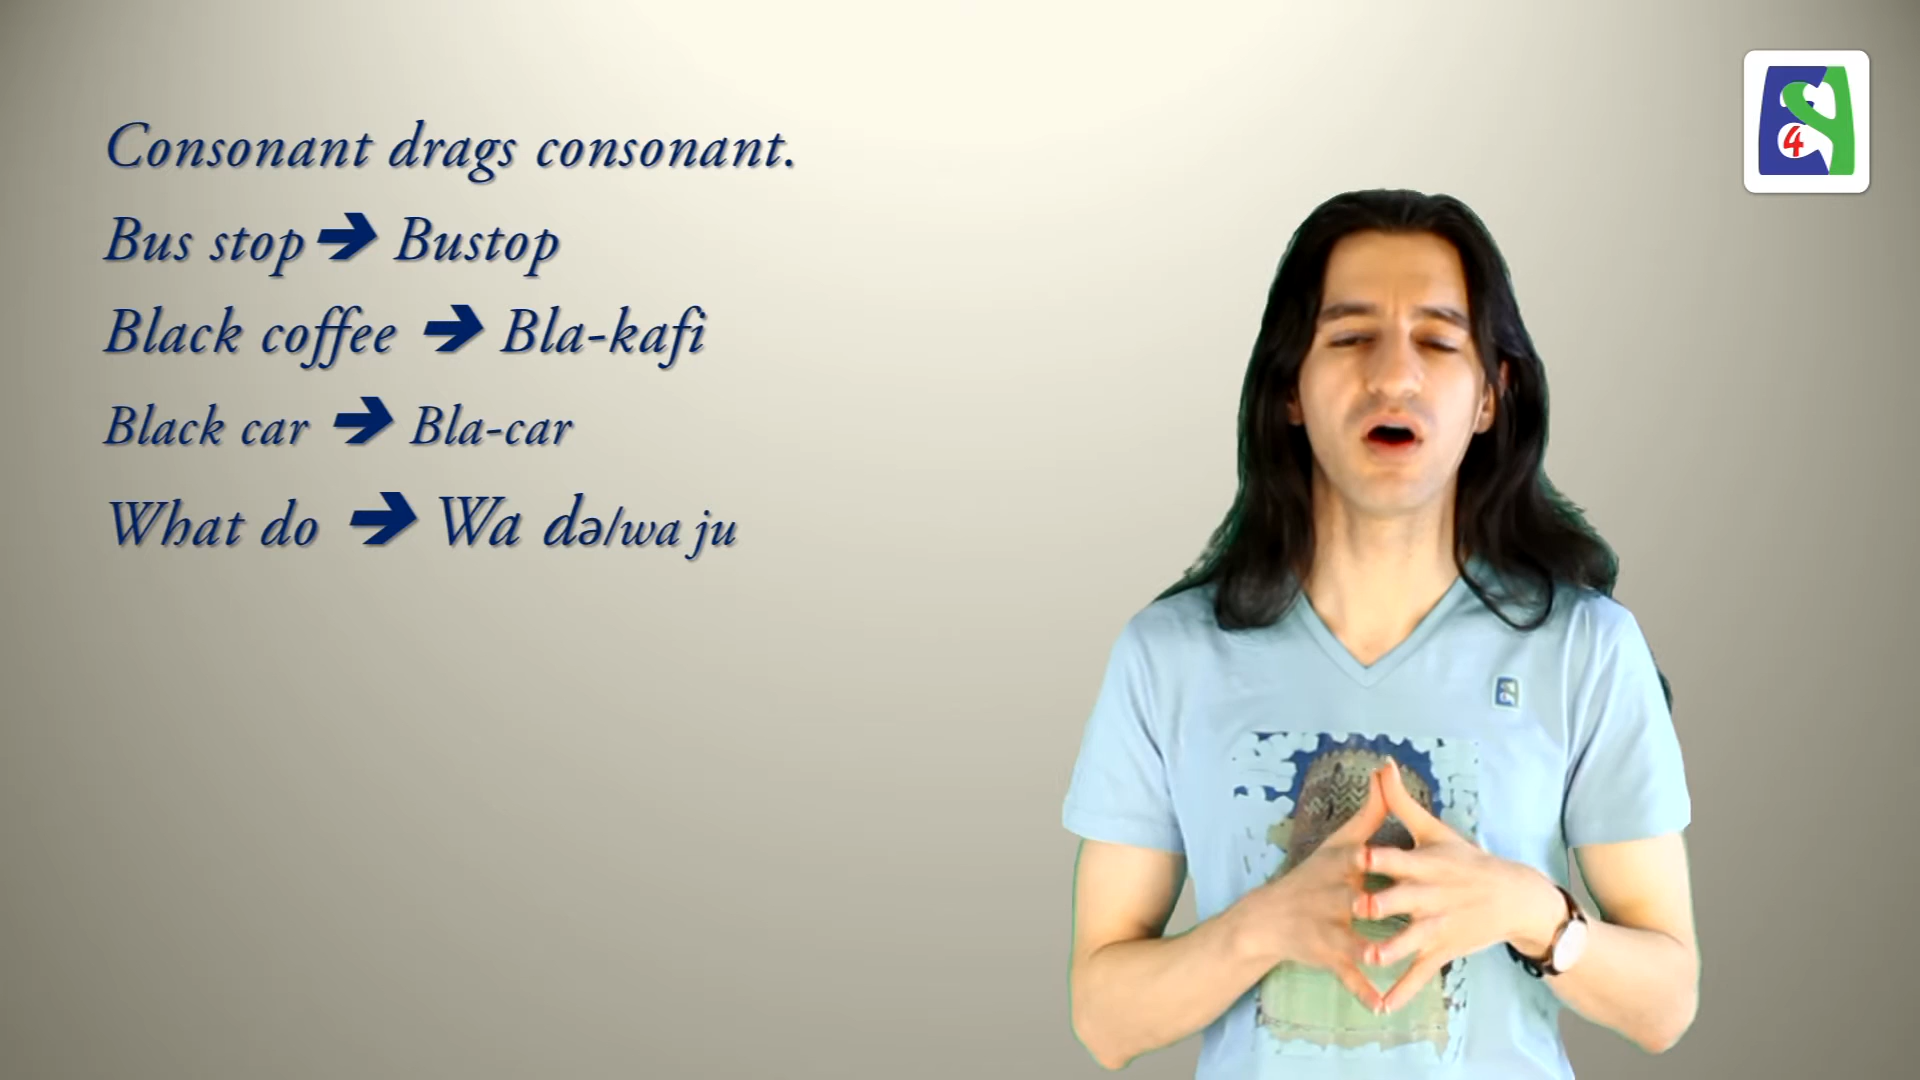 Consonant drags consonant.
Bus stop➔ Bustop
Black coffee ➔ Bla-kafi
Black car ➔ Bla-car
What do ➔ Wa də/wa ju
4